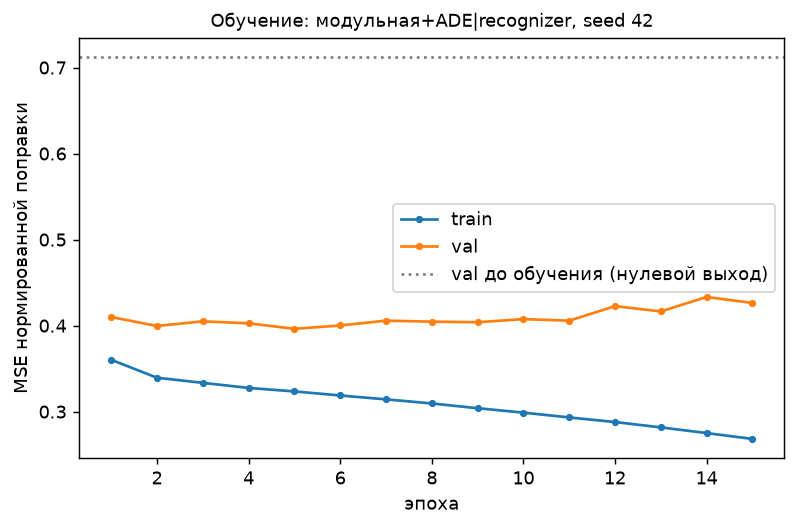 Обучение: модульная+ADE|recognizer, seed 42
MSE нормированной поправки
0.7
0.6
0.5
0.4
0.3
train
val
val до обучения (нулевой выход)
2 4 6 8 10 12 14
эпоха